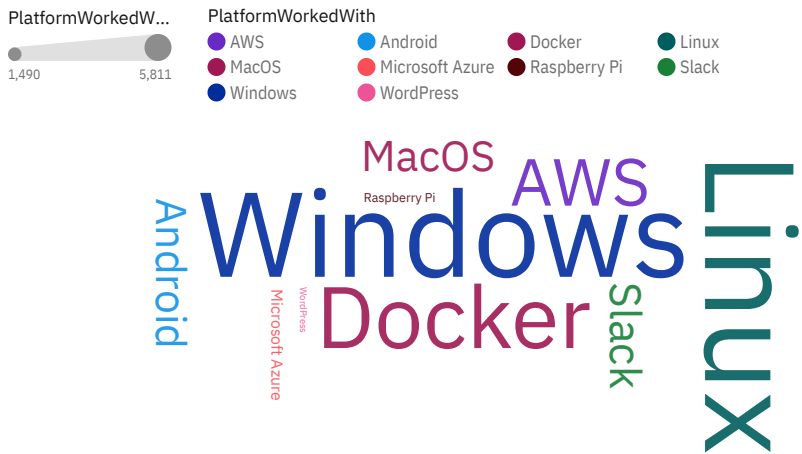 PlatformWorkedW...
1,490 5,811
PlatformWorkedWith
AWS Android Docker Linux
MacOS Microsoft Azure Raspberry Pi Slack
Windows WordPress
MacOS
AWS
Raspberry Pi
Windows
Android
Linux
Docker
Slack
Microsoft Azure
WordPress